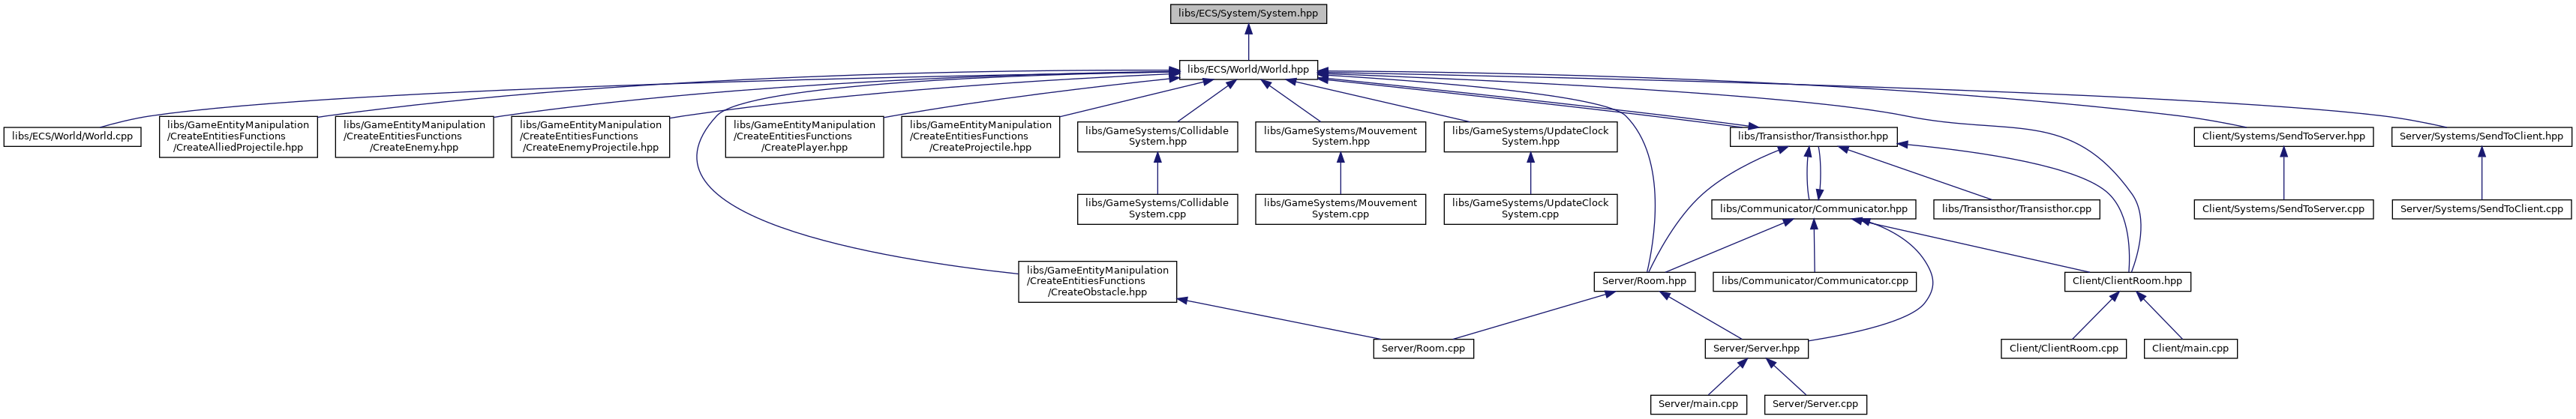 libs/ECS/System/System.hpp
libs/ECS/World/World.hpp
libs/ECS/World/World.cpp
libs/GameEntityManipulation
/CreateEntitiesFunctions
/CreateAlliedProjectile.hpp
libs/GameEntityManipulation
/CreateEntitiesFunctions
/CreateEnemy.hpp
libs/GameEntityManipulation
/CreateEntitiesFunctions
/CreateEnemyProjectile.hpp
libs/GameEntityManipulation
/CreateEntitiesFunctions
/CreatePlayer.hpp
libs/GameEntityManipulation
/CreateEntitiesFunctions
/CreateProjectile.hpp
libs/GameSystems/Collidable
System.hpp
libs/GameSystems/Mouvement
System.hpp
libs/GameSystems/UpdateClock
System.hpp
libs/Transisthor/Transisthor.hpp
Client/Systems/SendToServer.hpp
Server/Systems/SendToClient.hpp
libs/GameSystems/Collidable
System.cpp
libs/GameSystems/Mouvement
System.cpp
libs/GameSystems/UpdateClock
System.cpp
libs/Communicator/Communicator.hpp
libs/Transisthor/Transisthor.cpp
Client/Systems/SendToServer.cpp
Server/Systems/SendToClient.cpp
libs/GameEntityManipulation
/CreateEntitiesFunctions
/CreateObstacle.hpp
Server/Room.hpp
libs/Communicator/Communicator.cpp
Client/ClientRoom.hpp
Server/Room.cpp
Server/Server.hpp
Client/ClientRoom.cpp
Client/main.cpp
Server/main.cpp
Server/Server.cpp